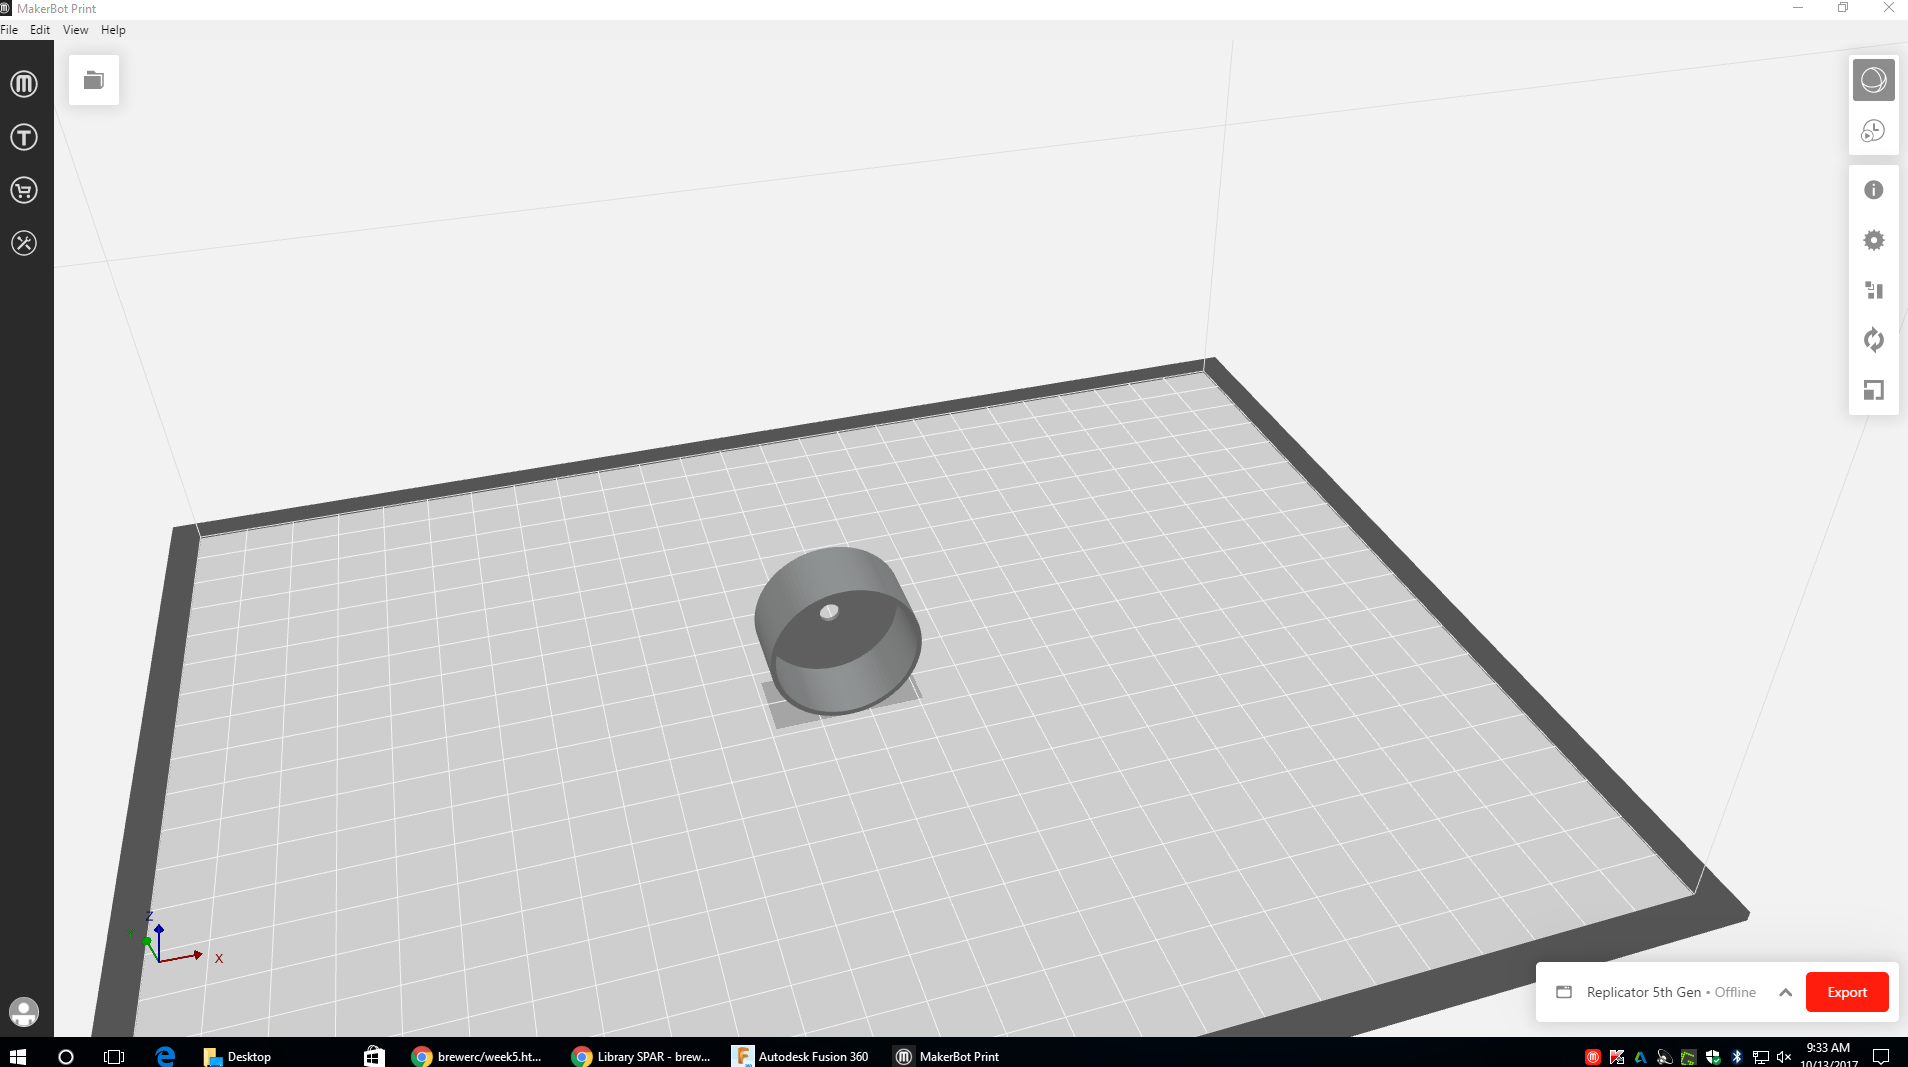 MakerBot Print
File Edit View Help
Z
Y
X
Replicator 5th Gen • Offline
Export
Desktop
brewerc/week5.ht...
Library SPAR - brew...
Autodesk Fusion 360
MakerBot Print
9:33 AM
10/13/2017